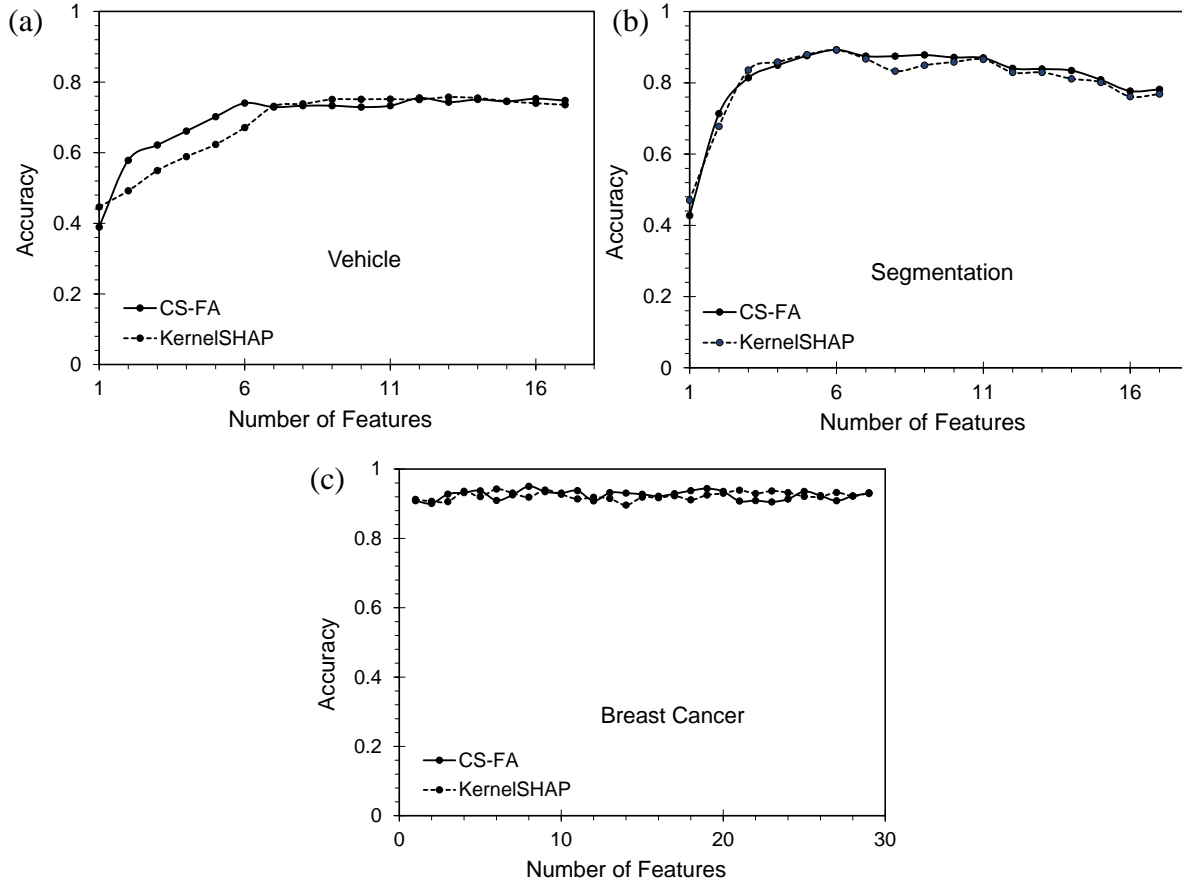 (a)
1
0.8
0.6
0.4
0.2
0
Accuracy
Vehicle
CS-FA
KernelSHAP
1 6 11 16
Number of Features
(b)
1
0.8
0.6
0.4
0.2
0
Accuracy
Segmentation
CS-FA
KernelSHAP
1 6 11 16
Number of Features
(c)
1
0.8
0.6
0.4
0.2
0
Accuracy
Breast Cancer
CS-FA
KernelSHAP
0 10 20 30
Number of Features